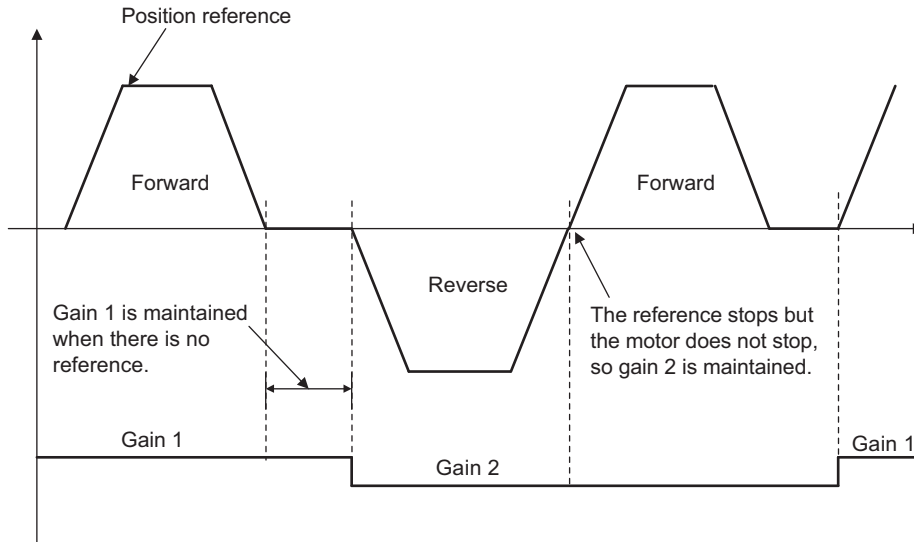 Position reference
Forward
Forward
Reverse
Gain 1 is maintained
when there is no
reference.
The reference stops but
the motor does not stop,
so gain 2 is maintained.
Gain 1
Gain 2
Gain 1